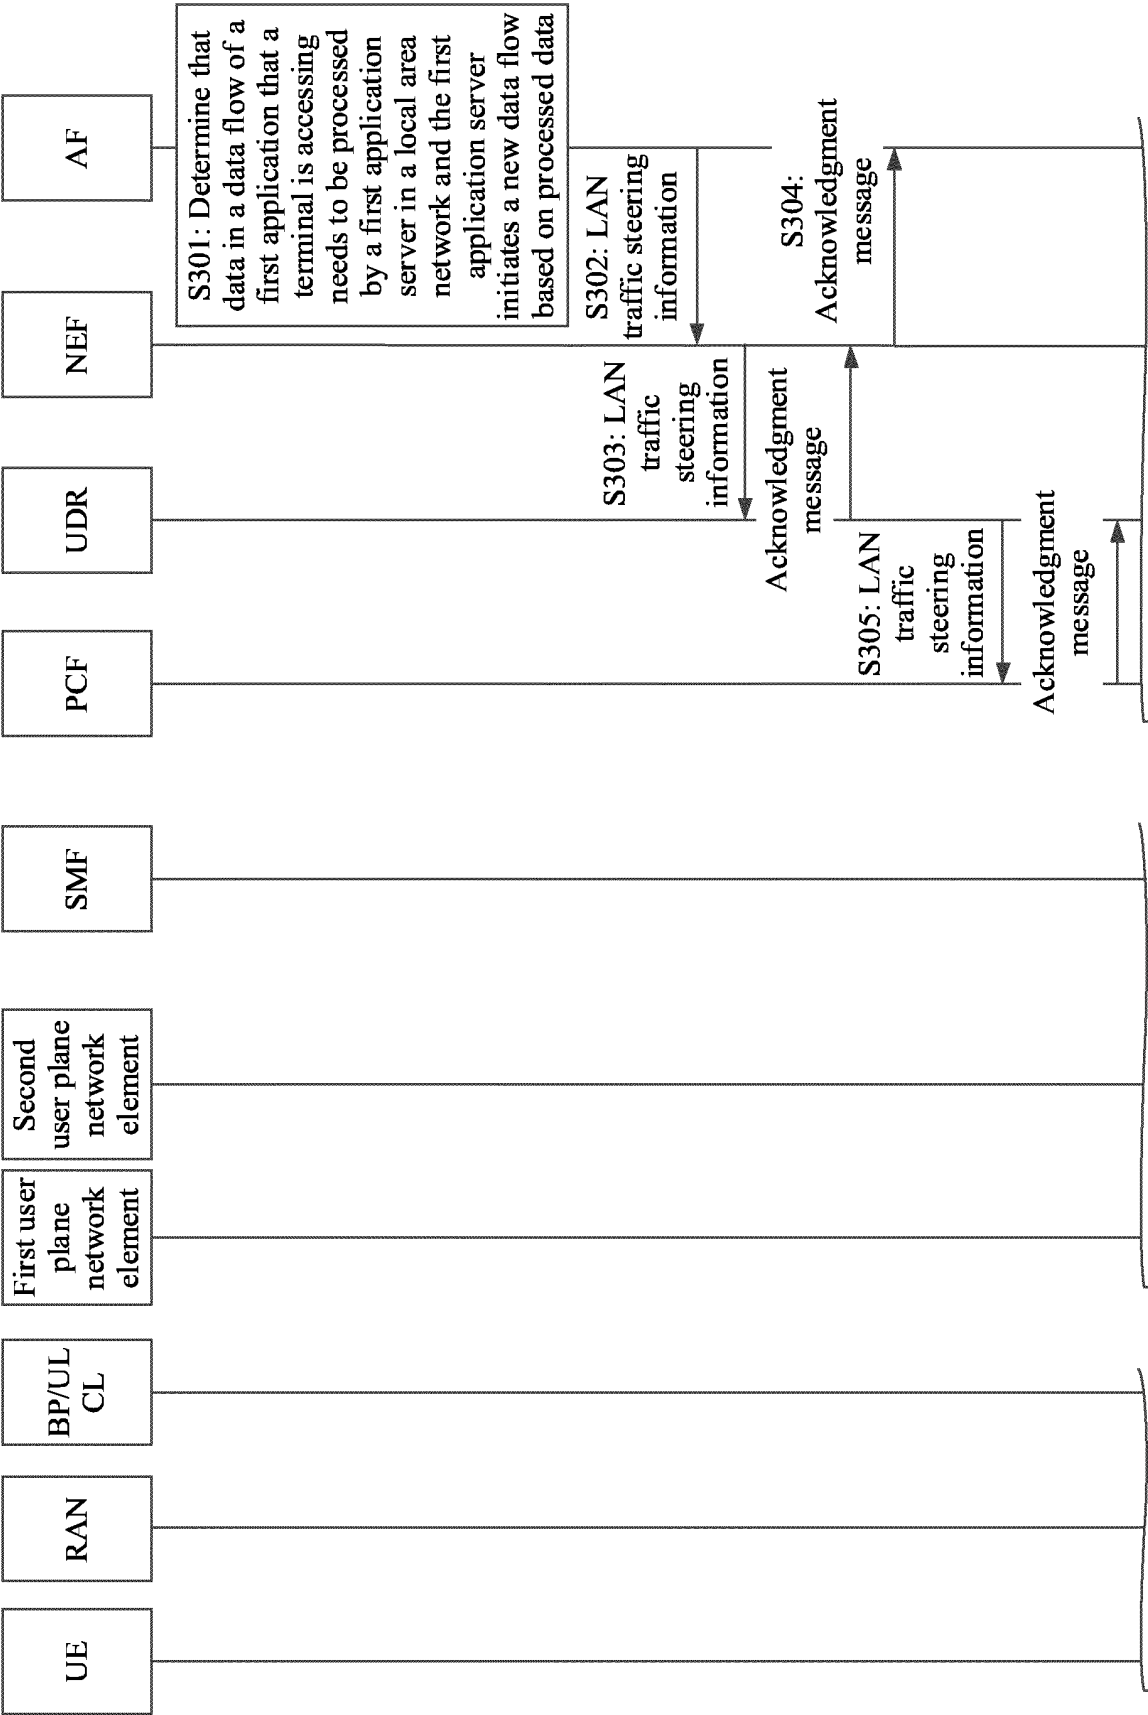 UE
RAN
BP/UL
CL
First user
plane
network
element
Second
user plane
network
element
SMF
PCF
UDR
NEF
AF
S301: Determine that
data in a data flow of a
first application that a
terminal is accessing
needs to be processed
by a first application
server in a local area
network and the first
application server
initiates a new data flow
based on processed data
S302: LAN
traffic steering
information
S303: LAN
traffic
steering
information
Acknowledgment
message
S304:
Acknowledgment
message
S305: LAN
traffic
steering
information
Acknowledgment
message